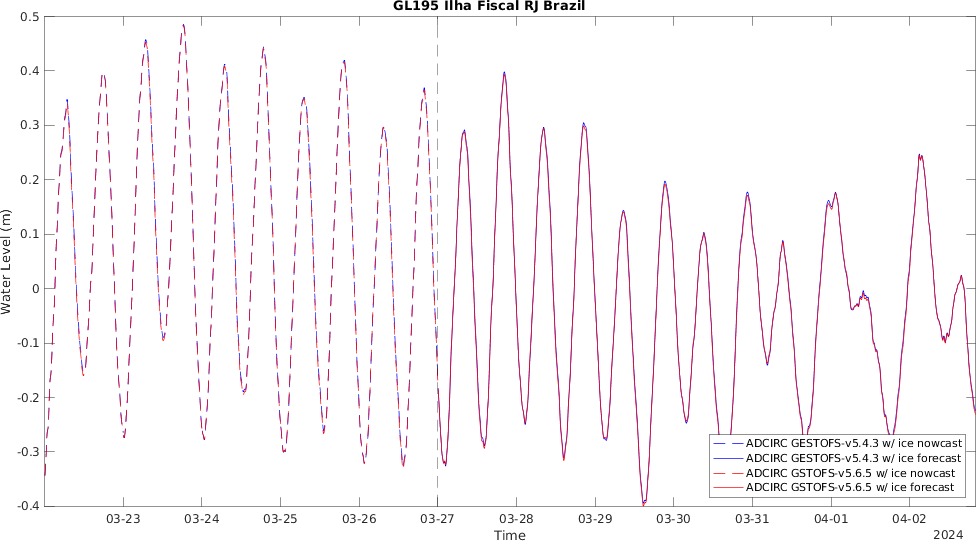 GL195 Ilha Fiscal RJ Brazil
0.5
0.4
0.3
0.2
0.1
0
-0.1
-0.2
-0.3
-0.4
Water Level (m)
03-23 03-24 03-25 03-26 03-27 03-28 03-29 03-30 03-31 04-01 04-02
Time
2024
ADCIRC GESTOFS-v5.4.3 w/ ice nowcast
ADCIRC GESTOFS-v5.4.3 w/ ice forecast
ADCIRC GSTOFS-v5.6.5 w/ ice nowcast
ADCIRC GSTOFS-v5.6.5 w/ ice forecast